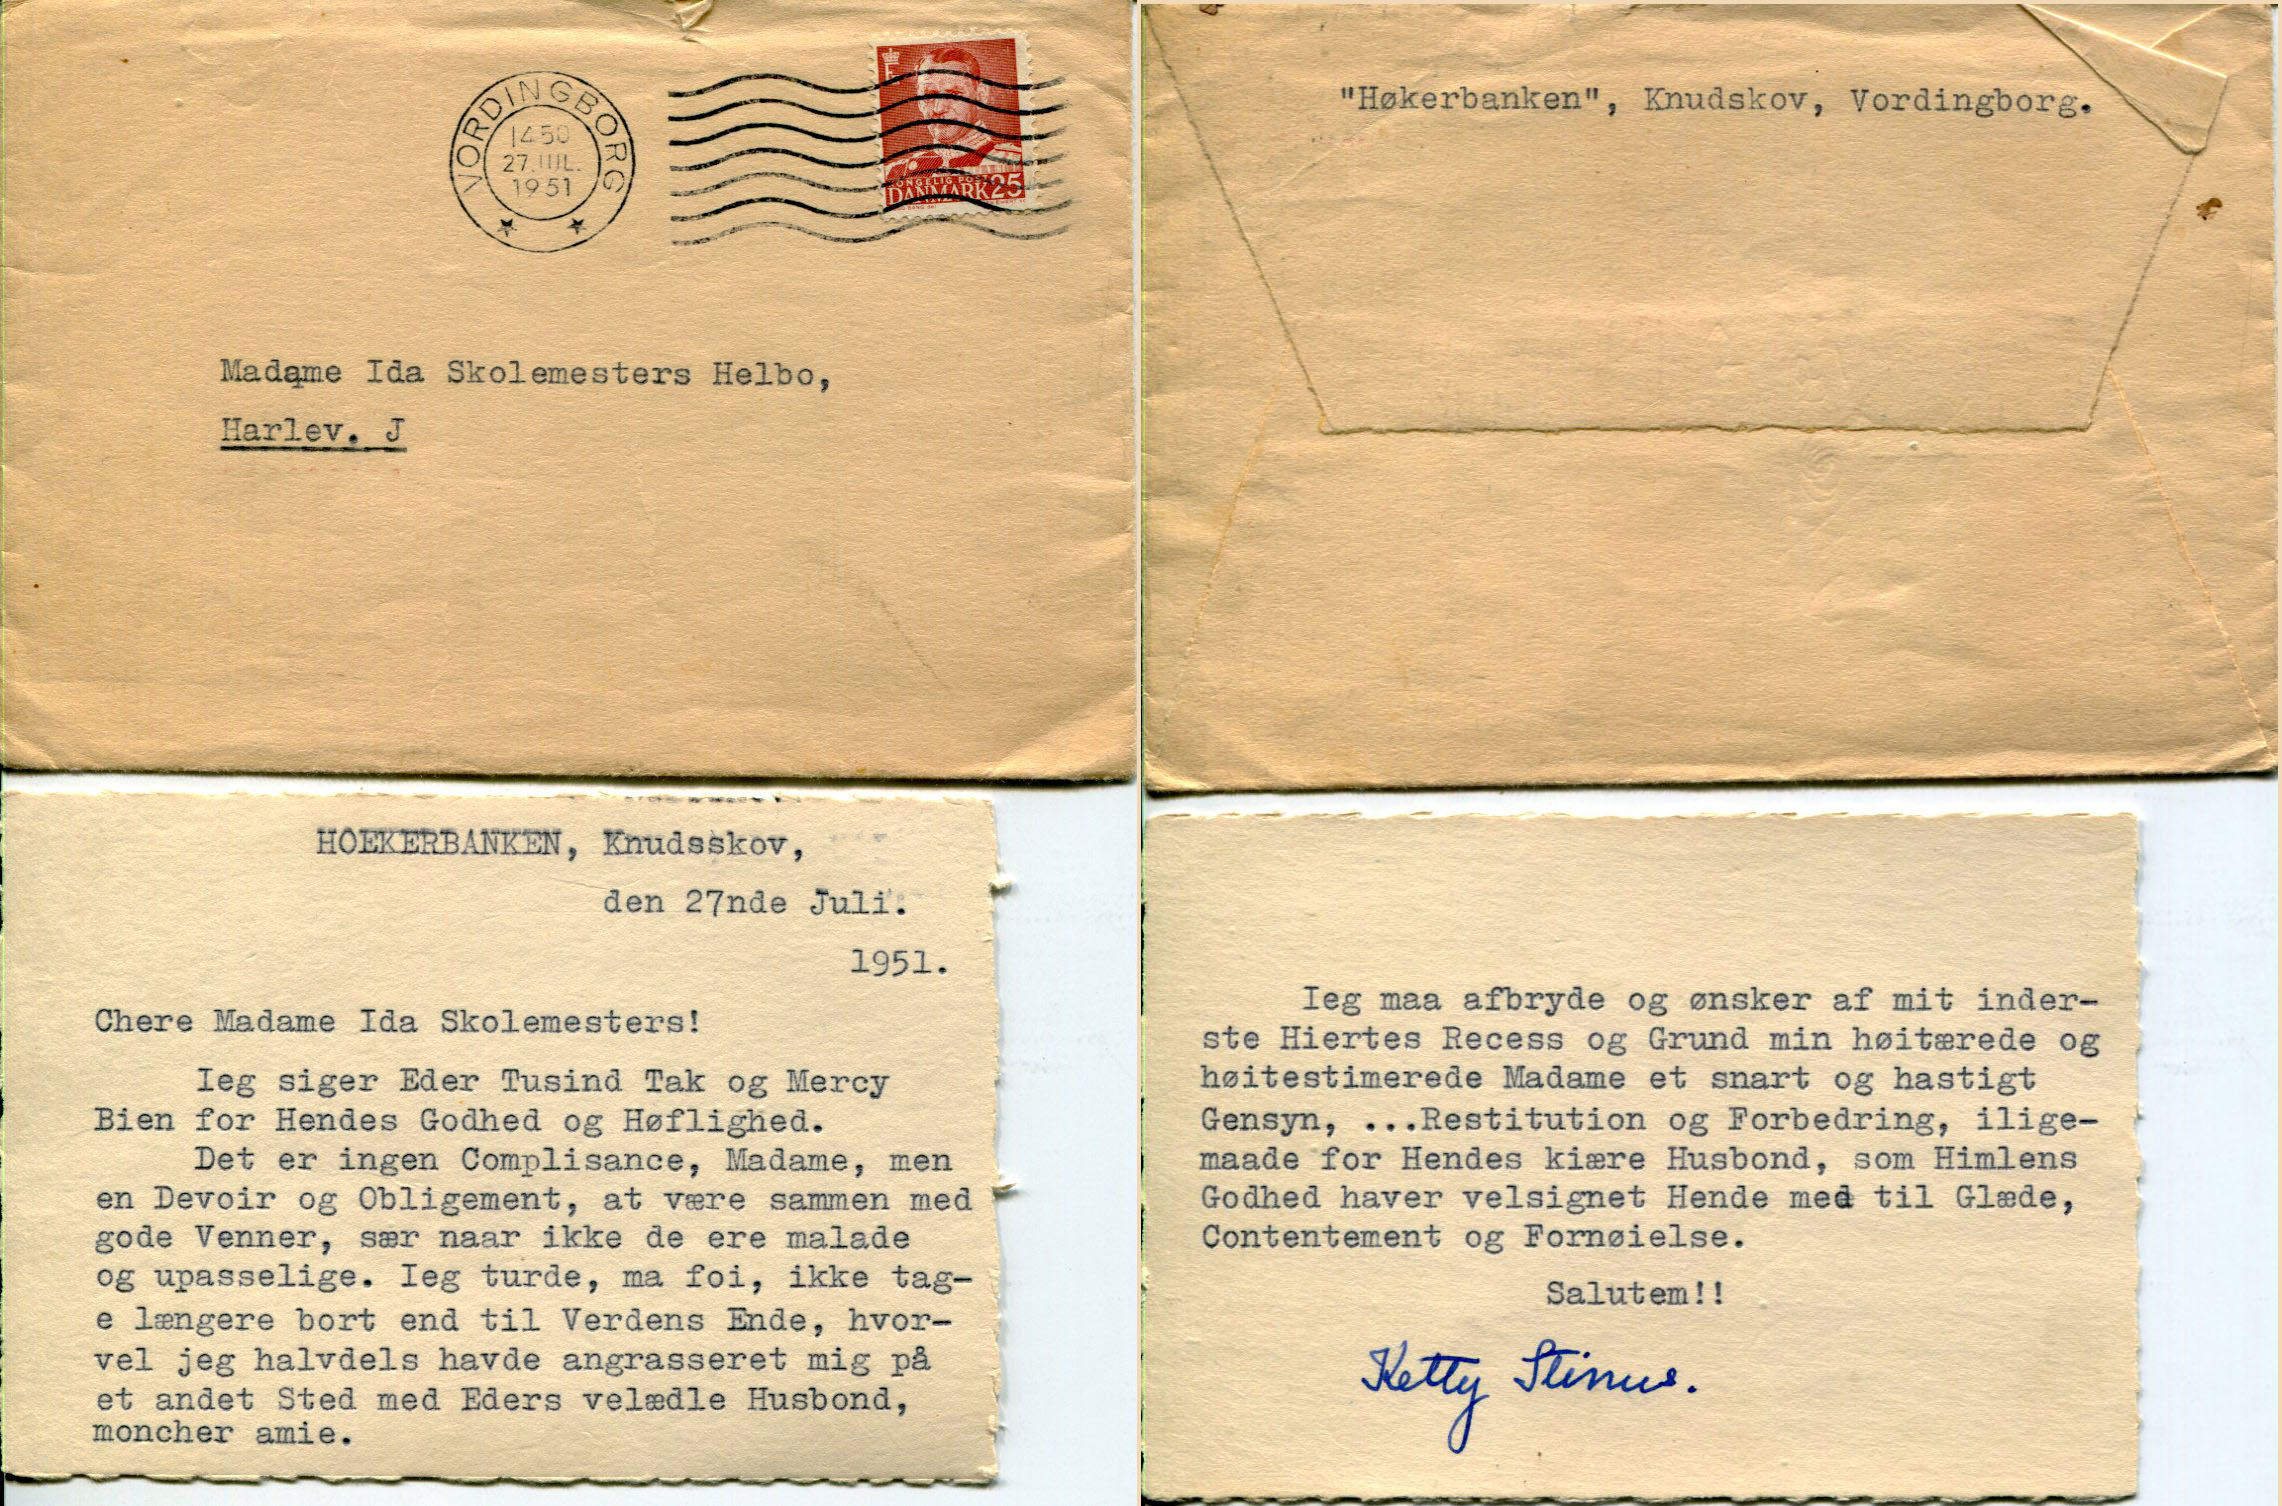 VORDINGBORG
1450
27. JUL.
1951
KONGELIG POST
DANMARK 25
Madame Ida Skolemesters Helbo,
Harlev. J
"Høkerbanken", Knudskov, Vordingborg.
HOEKERBANKEN, Knudsskov,
den 27nde Juli.
1951.
Chere Madame Ida Skolemesters!
Ieg siger Eder Tusind Tak og Mercy
Bien for Hendes Godhed og Høflighed.
Det er ingen Complisance, Madame, men
en Devoir og Obligement, at være sammen med
gode Venner, sær naar ikke de ere malade
og upasselige. Ieg turde, ma foi, ikke tag-
e længere bort end til Verdens Ende, hvor-
vel jeg halvdels havde angrasseret mig på
et andet Sted med Eders velædle Husbond,
moncher amie.
Ieg maa afbryde og ønsker af mit inder-
ste Hiertes Recess og Grund min høitærede og
høitestimerede Madame et snart og hastigt
Gensyn, ...Restitution og Forbedring, ilige-
maade for Hendes kiære Husbond, som Himlens
Godhed haver velsignet Hende med til Glæde,
Contentement og Fornøielse.
Salutem!!
Ketty Stinus.